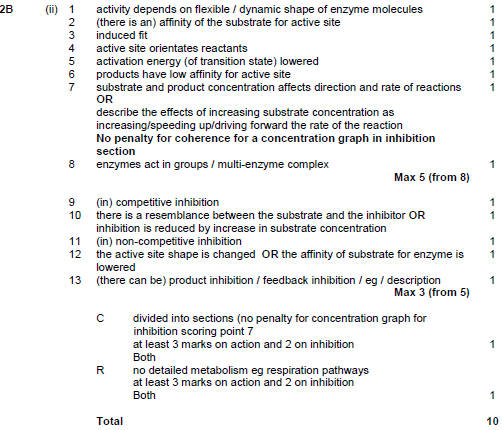 2B (ii) 1 activity depends on flexible / dynamic shape of enzyme molecules 1
2 (there is an) affinity of the substrate for active site 1
3 induced fit 1
4 active site orientates reactants 1
5 activation energy (of transition state) lowered 1
6 products have low affinity for active site 1
7 substrate and product concentration affects direction and rate of reactions 1
OR
describe the effects of increasing substrate concentration as
increasing/speeding up/driving forward the rate of the reaction
No penalty for coherence for a concentration graph in inhibition
section
8 enzymes act in groups / multi-enzyme complex 1
Max 5 (from 8)
9 (in) competitive inhibition 1
10 there is a resemblance between the substrate and the inhibitor OR 1
inhibition is reduced by increase in substrate concentration
11 (in) non-competitive inhibition 1
12 the active site shape is changed OR the affinity of substrate for enzyme is 1
lowered
13 (there can be) product inhibition / feedback inhibition / eg / description 1
Max 3 (from 5)
C divided into sections (no penalty for concentration graph for
inhibition scoring point 7
at least 3 marks on action and 2 on inhibition 1
Both
R no detailed metabolism eg respiration pathways
at least 3 marks on action and 2 on inhibition
Both 1
Total 10